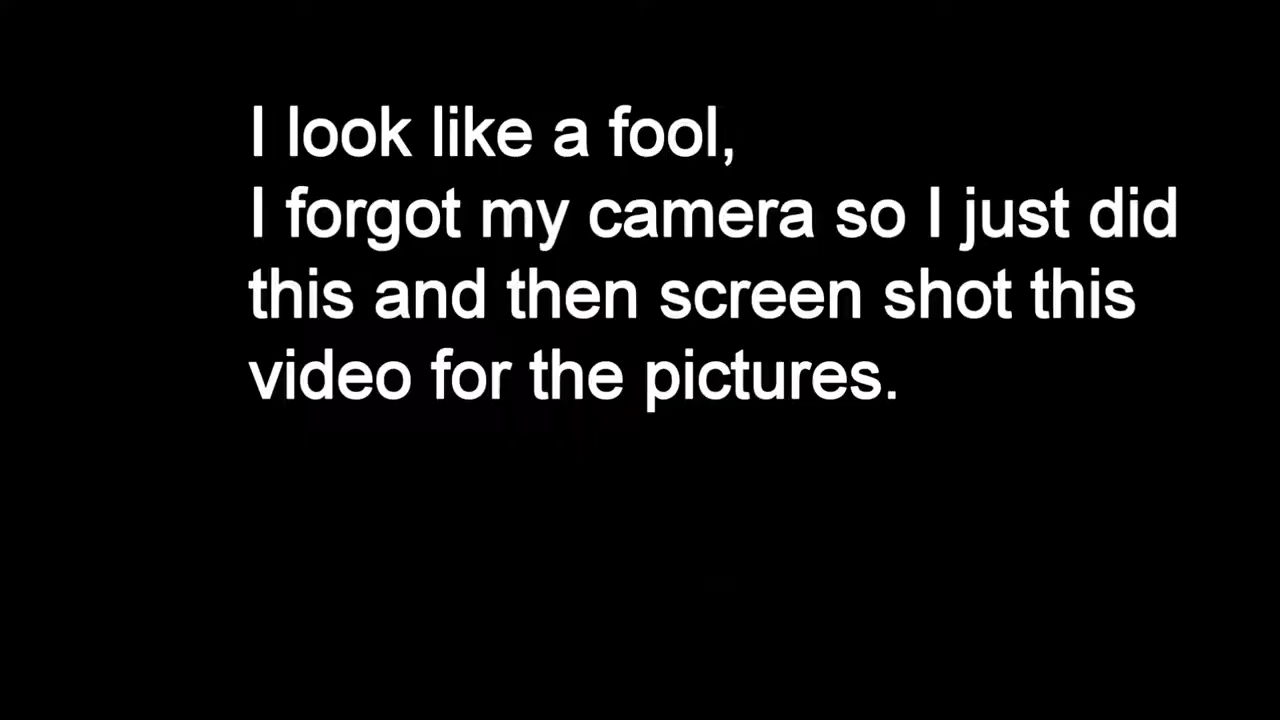 I look like a fool,
I forgot my camera so I just did
this and then screen shot this
video for the pictures.